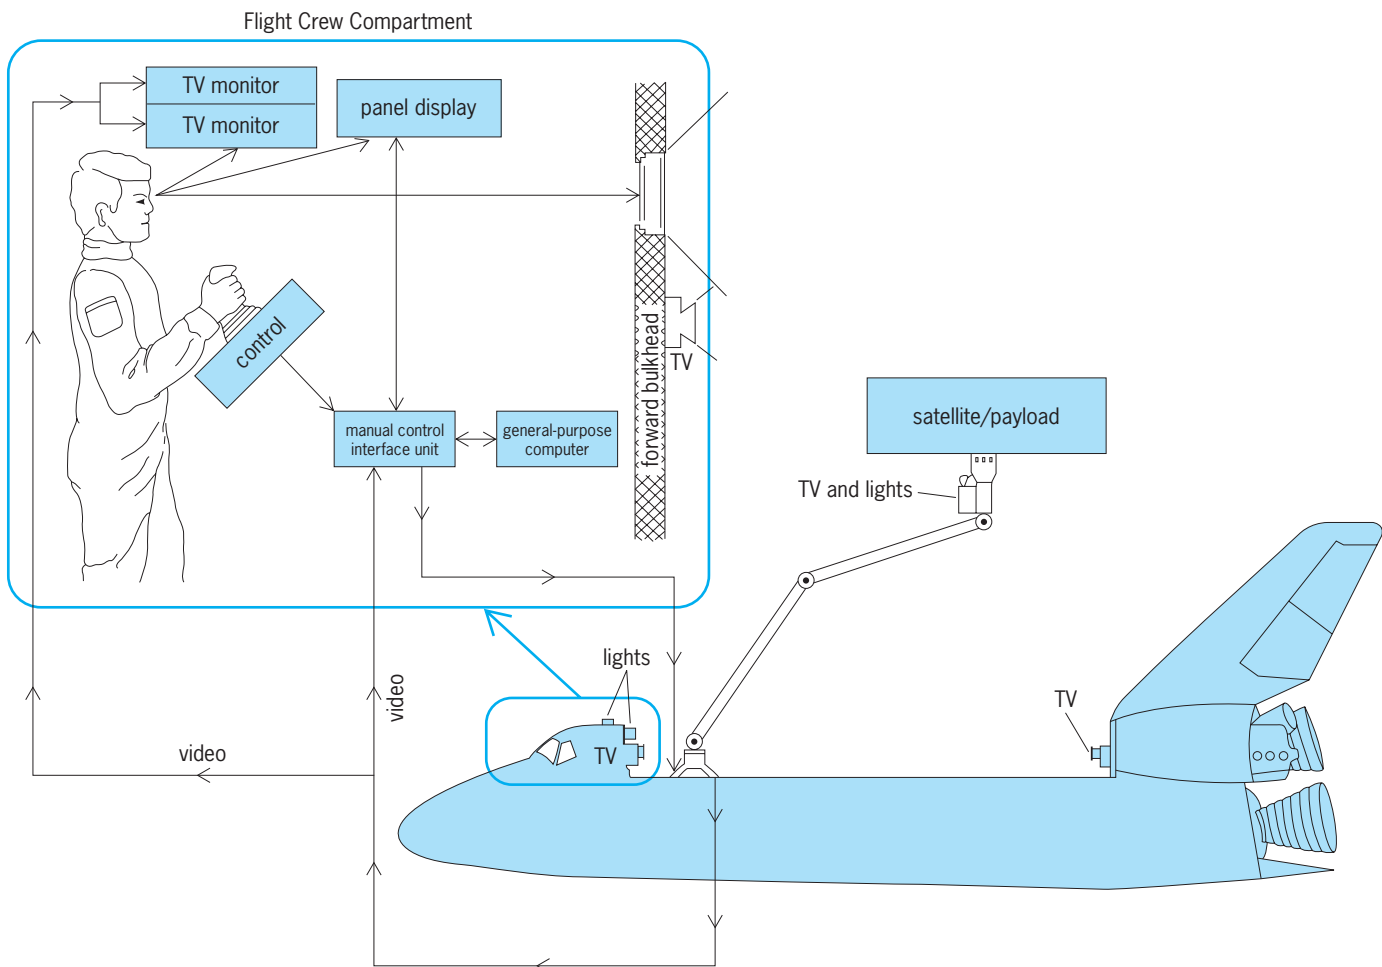 Flight Crew Compartment
TV monitor
TV monitor
panel display
control
forward bulkhead
TV
manual control
interface unit
general-purpose
computer
satellite/payload
TV and lights
lights
video
TV
TV
video